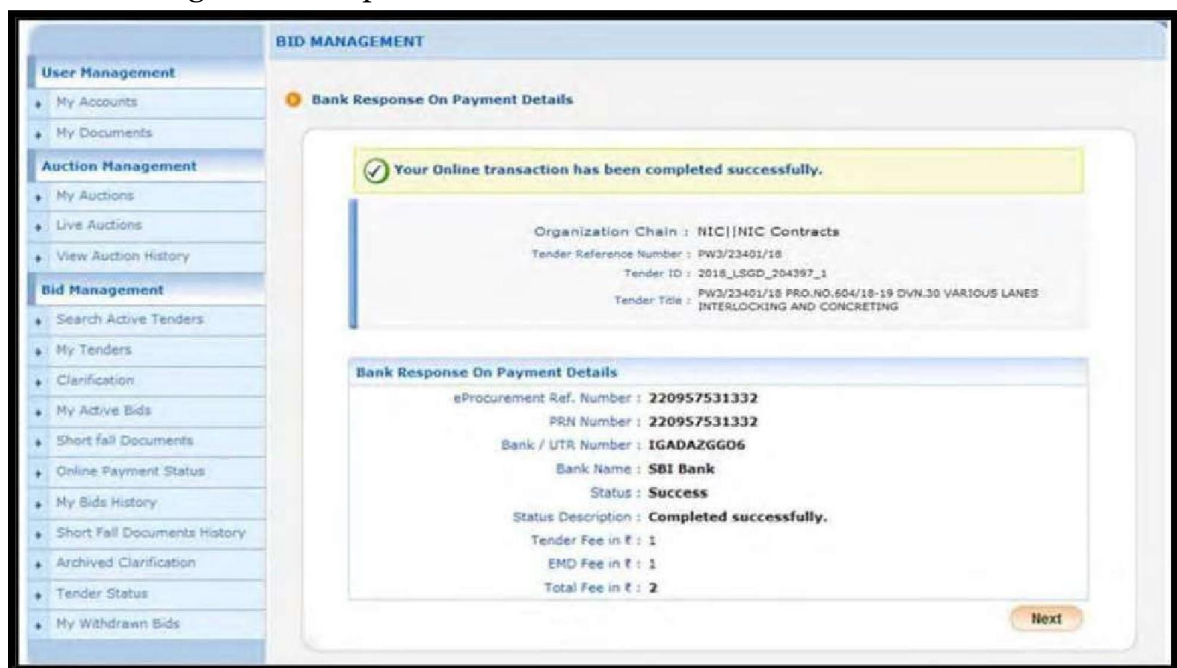 BID MANAGEMENT
User Management
My Accounts
My Documents
Auction Management
My Auctions
Live Auctions
View Auction History
Bid Management
Search Active Tenders
My Tenders
Clarification
My Active Bids
Short fall Documents
Online Payment Status
My Bids History
Short Fall Documents History
Archived Clarification
Tender Status
My Withdrawn Bids
Bank Response On Payment Details
Your Online transaction has been completed successfully.
Organization Chain : NIC||NIC Contracts
Tender Reference Number : PW3/23401/18
Tender ID : 2018_LSGD_204397_1
Tender Title : PW3/23401/18 PRO.NO.604/18-19 DVN.30 VARIOUS LANES
INTERLOCKING AND CONCRETING
Bank Response On Payment Details
eProcurement Ref. Number : 220957531332
PRN Number : 220957531332
Bank / UTR Number : IGADAZGGO6
Bank Name : SBI Bank
Status : Success
Status Description : Completed successfully.
Tender Fee in ₹ : 1
EMD Fee in ₹ : 1
Total Fee in ₹ : 2
Next